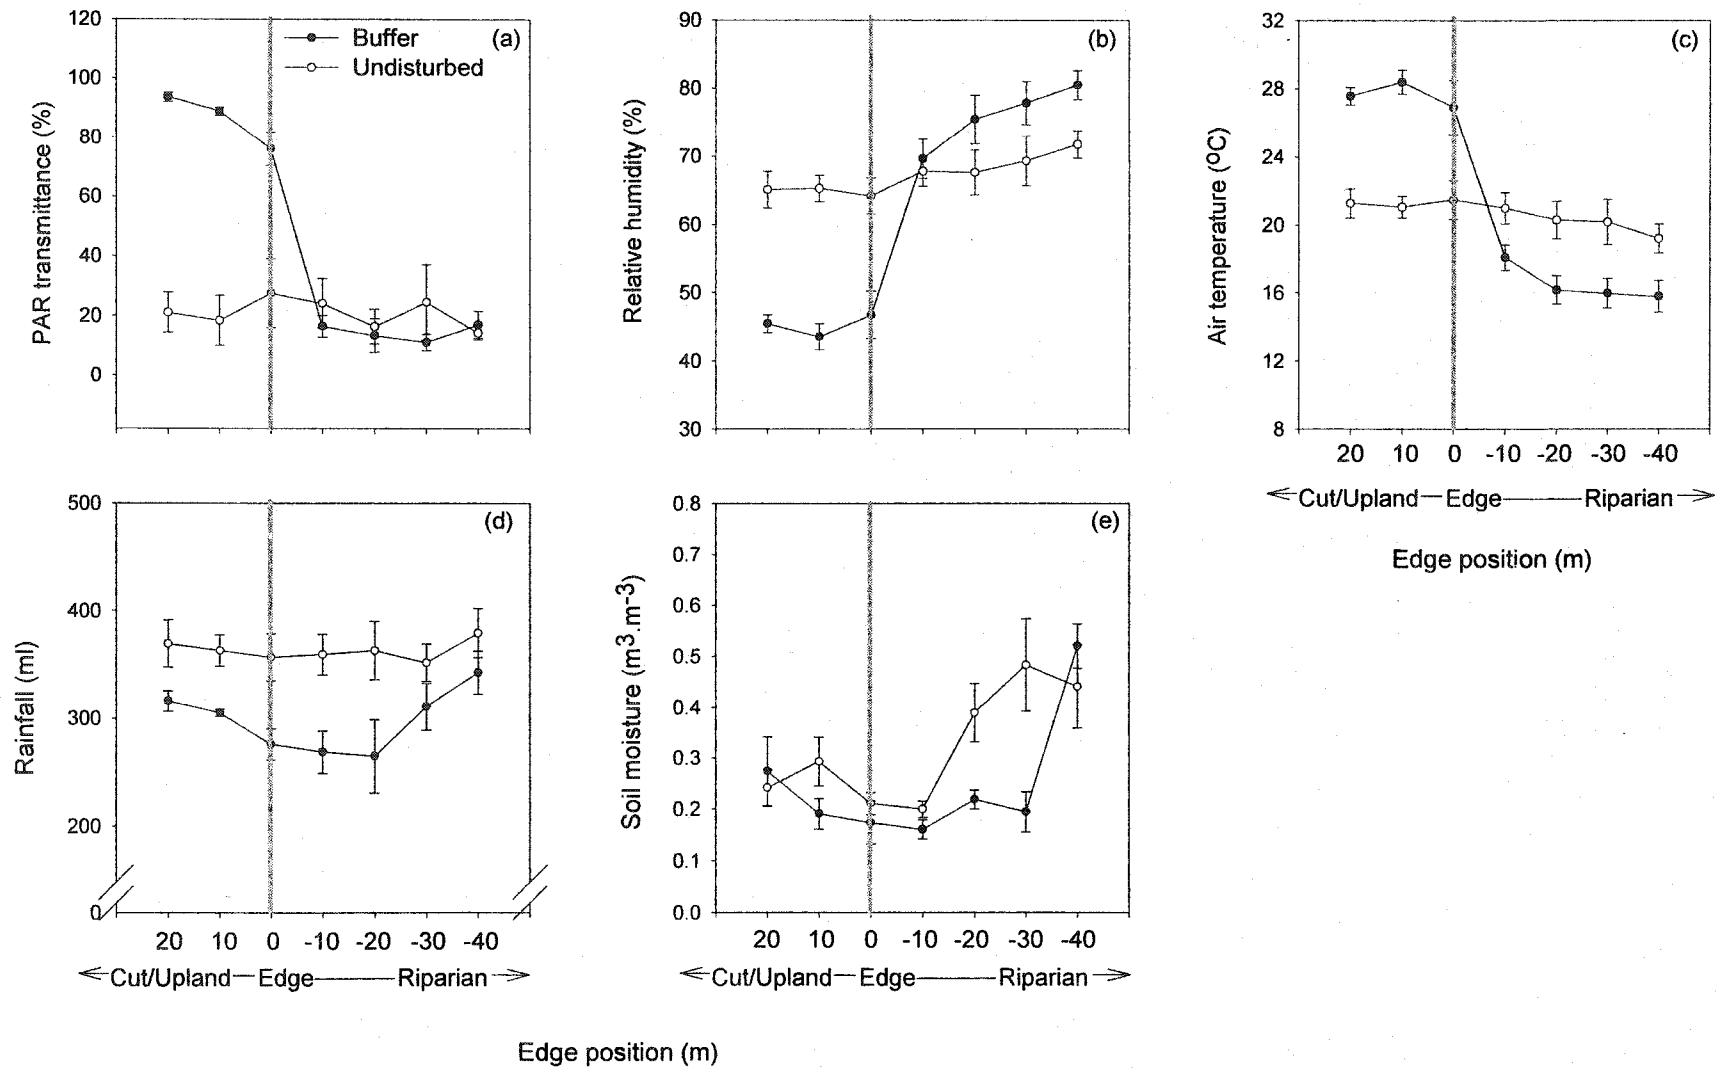 120
100
80
60
40
20
0
PAR transmittance (%)
Buffer
Undisturbed
(a)
90
80
70
60
50
40
30
Relative humidity (%)
(b)
32
28
24
20
16
12
8
Air temperature (ºC)
(c)
20 10 0 -10 -20 -30 -40
Cut/Upland Edge Riparian
Edge position (m)
500
400
300
200
0
Rainfall (ml)
(d)
20 10 0 -10 -20 -30 -40
Cut/Upland Edge Riparian
0.8
0.7
0.6
0.5
0.4
0.3
0.2
0.1
0.0
Soil moisture (m³.m⁻³)
(e)
20 10 0 -10 -20 -30 -40
Cut/Upland Edge Riparian
Edge position (m)